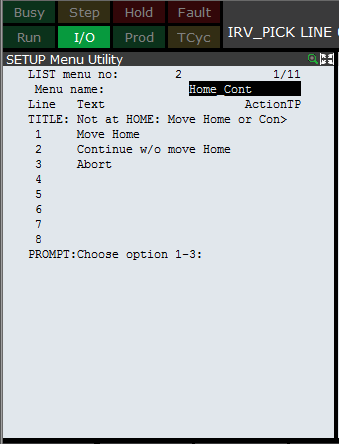 Busy Step Hold Fault
Run I/O Prod TCyc
IRV_PICK LINE
SETUP Menu Utility
LIST menu no: 2 1/11
Menu name: Home_Cont
Line Text ActionTP
TITLE: Not at HOME: Move Home or Con>
1 Move Home
2 Continue w/o move Home
3 Abort
4
5
6
7
8
PROMPT:Choose option 1-3: